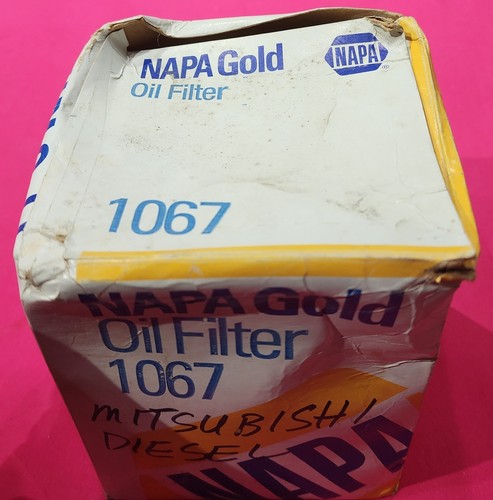 NAPA Gold
NAPA
Oil Filter
1067
NAPA Gold
Oil Filter
1067
MITSUBISHI
DIESEL
NAPA